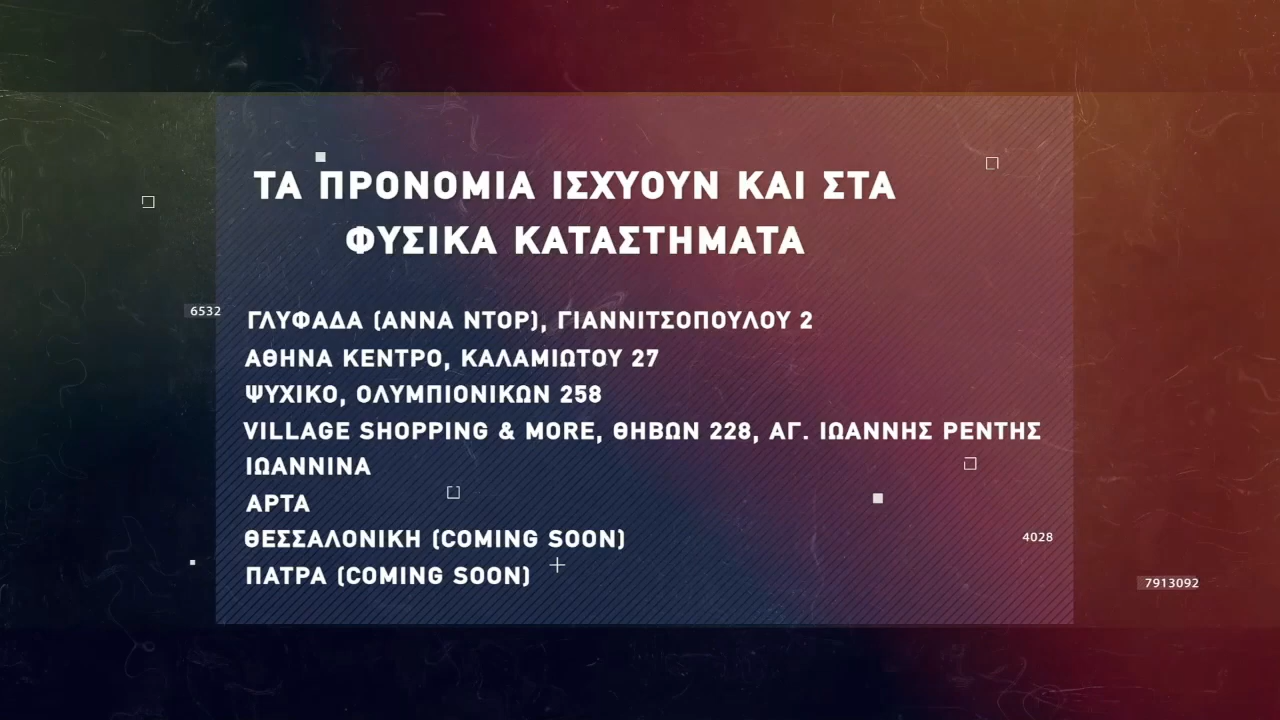 ΤΑ ΠΡΟΝΟΜΙΑ ΙΣΧΥΟΥΝ ΚΑΙ ΣΤΑ
ΦΥΣΙΚΑ ΚΑΤΑΣΤΗΜΑΤΑ
6532
ΓΛΥΦΑΔΑ (ΑΝΝΑ ΝΤΟΡ), ΓΙΑΝΝΙΤΣΟΠΟΥΛΟΥ 2
ΑΘΗΝΑ ΚΕΝΤΡΟ, ΚΑΛΑΜΙΩΤΟΥ 27
ΨΥΧΙΚΟ, ΟΛΥΜΠΙΟΝΙΚΩΝ 258
VILLAGE SHOPPING & MORE, ΘΗΒΩΝ 228, ΑΓ. ΙΩΑΝΝΗΣ ΡΕΝΤΗΣ
ΙΩΑΝΝΙΝΑ
ΑΡΤΑ
ΘΕΣΣΑΛΟΝΙΚΗ (COMING SOON)
4028
ΠΑΤΡΑ (COMING SOON)
7913092